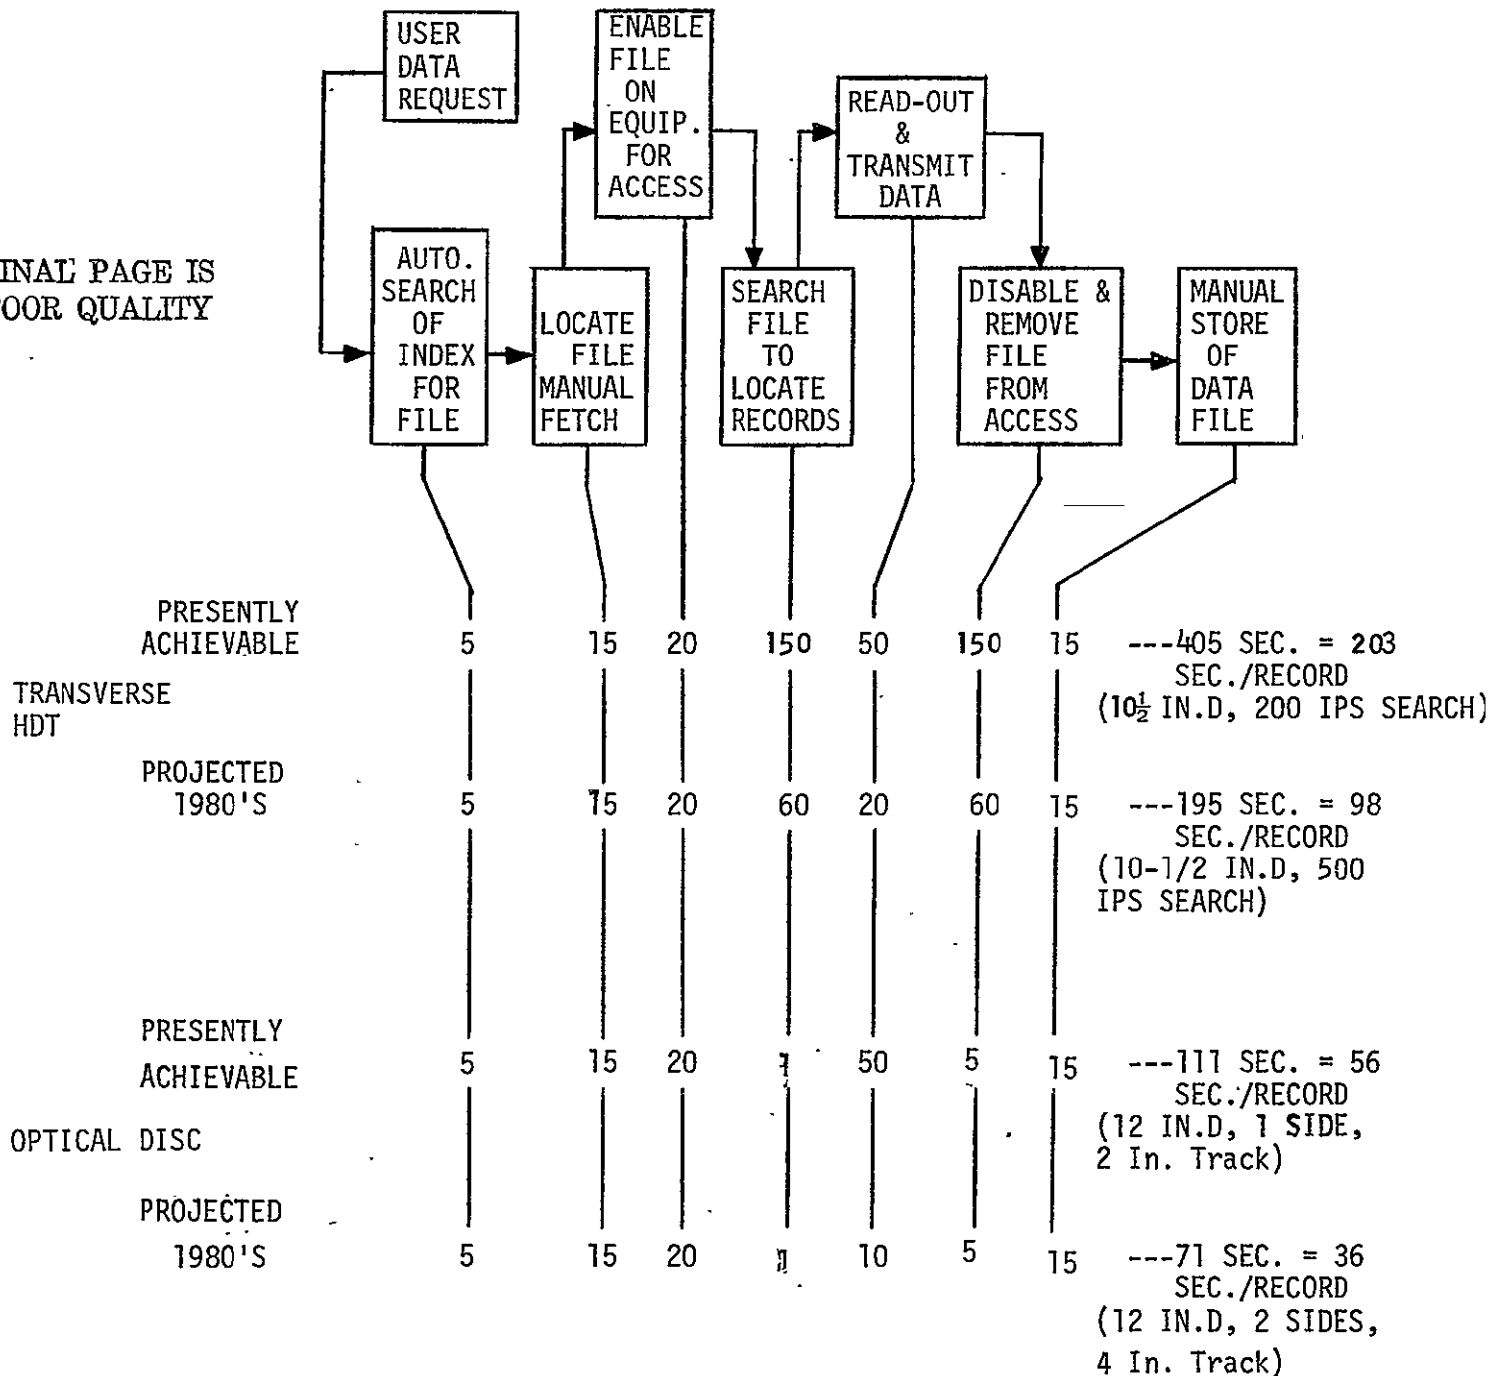 USER
DATA
REQUEST
ENABLE
FILE
ON
EQUIP.
FOR
ACCESS
READ-OUT
&
TRANSMIT
DATA
INAL PAGE IS
OOR QUALITY
AUTO.
SEARCH
OF
INDEX
FOR
FILE
LOCATE
FILE
MANUAL
FETCH
SEARCH
FILE
TO
LOCATE
RECORDS
DISABLE &
REMOVE
FILE
FROM
ACCESS
MANUAL
STORE
OF
DATA
FILE
TRANSVERSE
HDT
PRESENTLY
ACHIEVABLE 5 15 20 150 50 150 15 ---405 SEC. = 203
SEC./RECORD
(10½ IN.D, 200 IPS SEARCH)
PROJECTED
1980'S 5 15 20 60 20 60 15 ---195 SEC. = 98
SEC./RECORD
(10-1/2 IN.D, 500
IPS SEARCH)
OPTICAL DISC
PRESENTLY
ACHIEVABLE 5 15 20 50 5 15 ---111 SEC. = 56
SEC./RECORD
(12 IN.D, 1 SIDE,
2 In. Track)
PROJECTED
1980'S 5 15 20 10 5 15 ---71 SEC. = 36
SEC./RECORD
(12 IN.D, 2 SIDES,
4 In. Track)